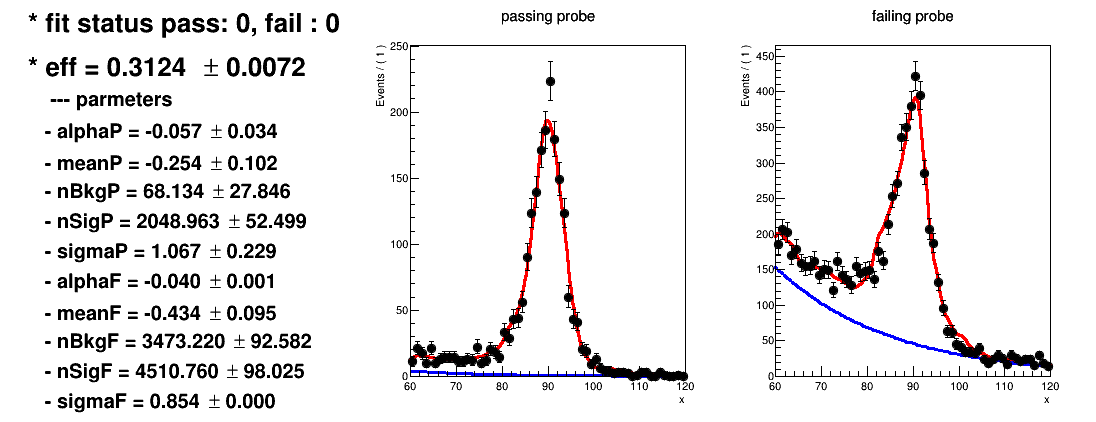 * fit status pass: 0, fail : 0
* eff = 0.3124 ± 0.0072
--- parmeters
- alphaP = -0.057 ± 0.034
- meanP = -0.254 ± 0.102
- nBkgP = 68.134 ± 27.846
- nSigP = 2048.963 ± 52.499
- sigmaP = 1.067 ± 0.229
- alphaF = -0.040 ± 0.001
- meanF = -0.434 ± 0.095
- nBkgF = 3473.220 ± 92.582
- nSigF = 4510.760 ± 98.025
- sigmaF = 0.854 ± 0.000
passing probe
Events / ( 1 )
250
200
150
100
50
0
60 70 80 90 100 110 120
x
failing probe
Events / ( 1 )
450
400
350
300
250
200
150
100
50
0
60 70 80 90 100 110 120
x